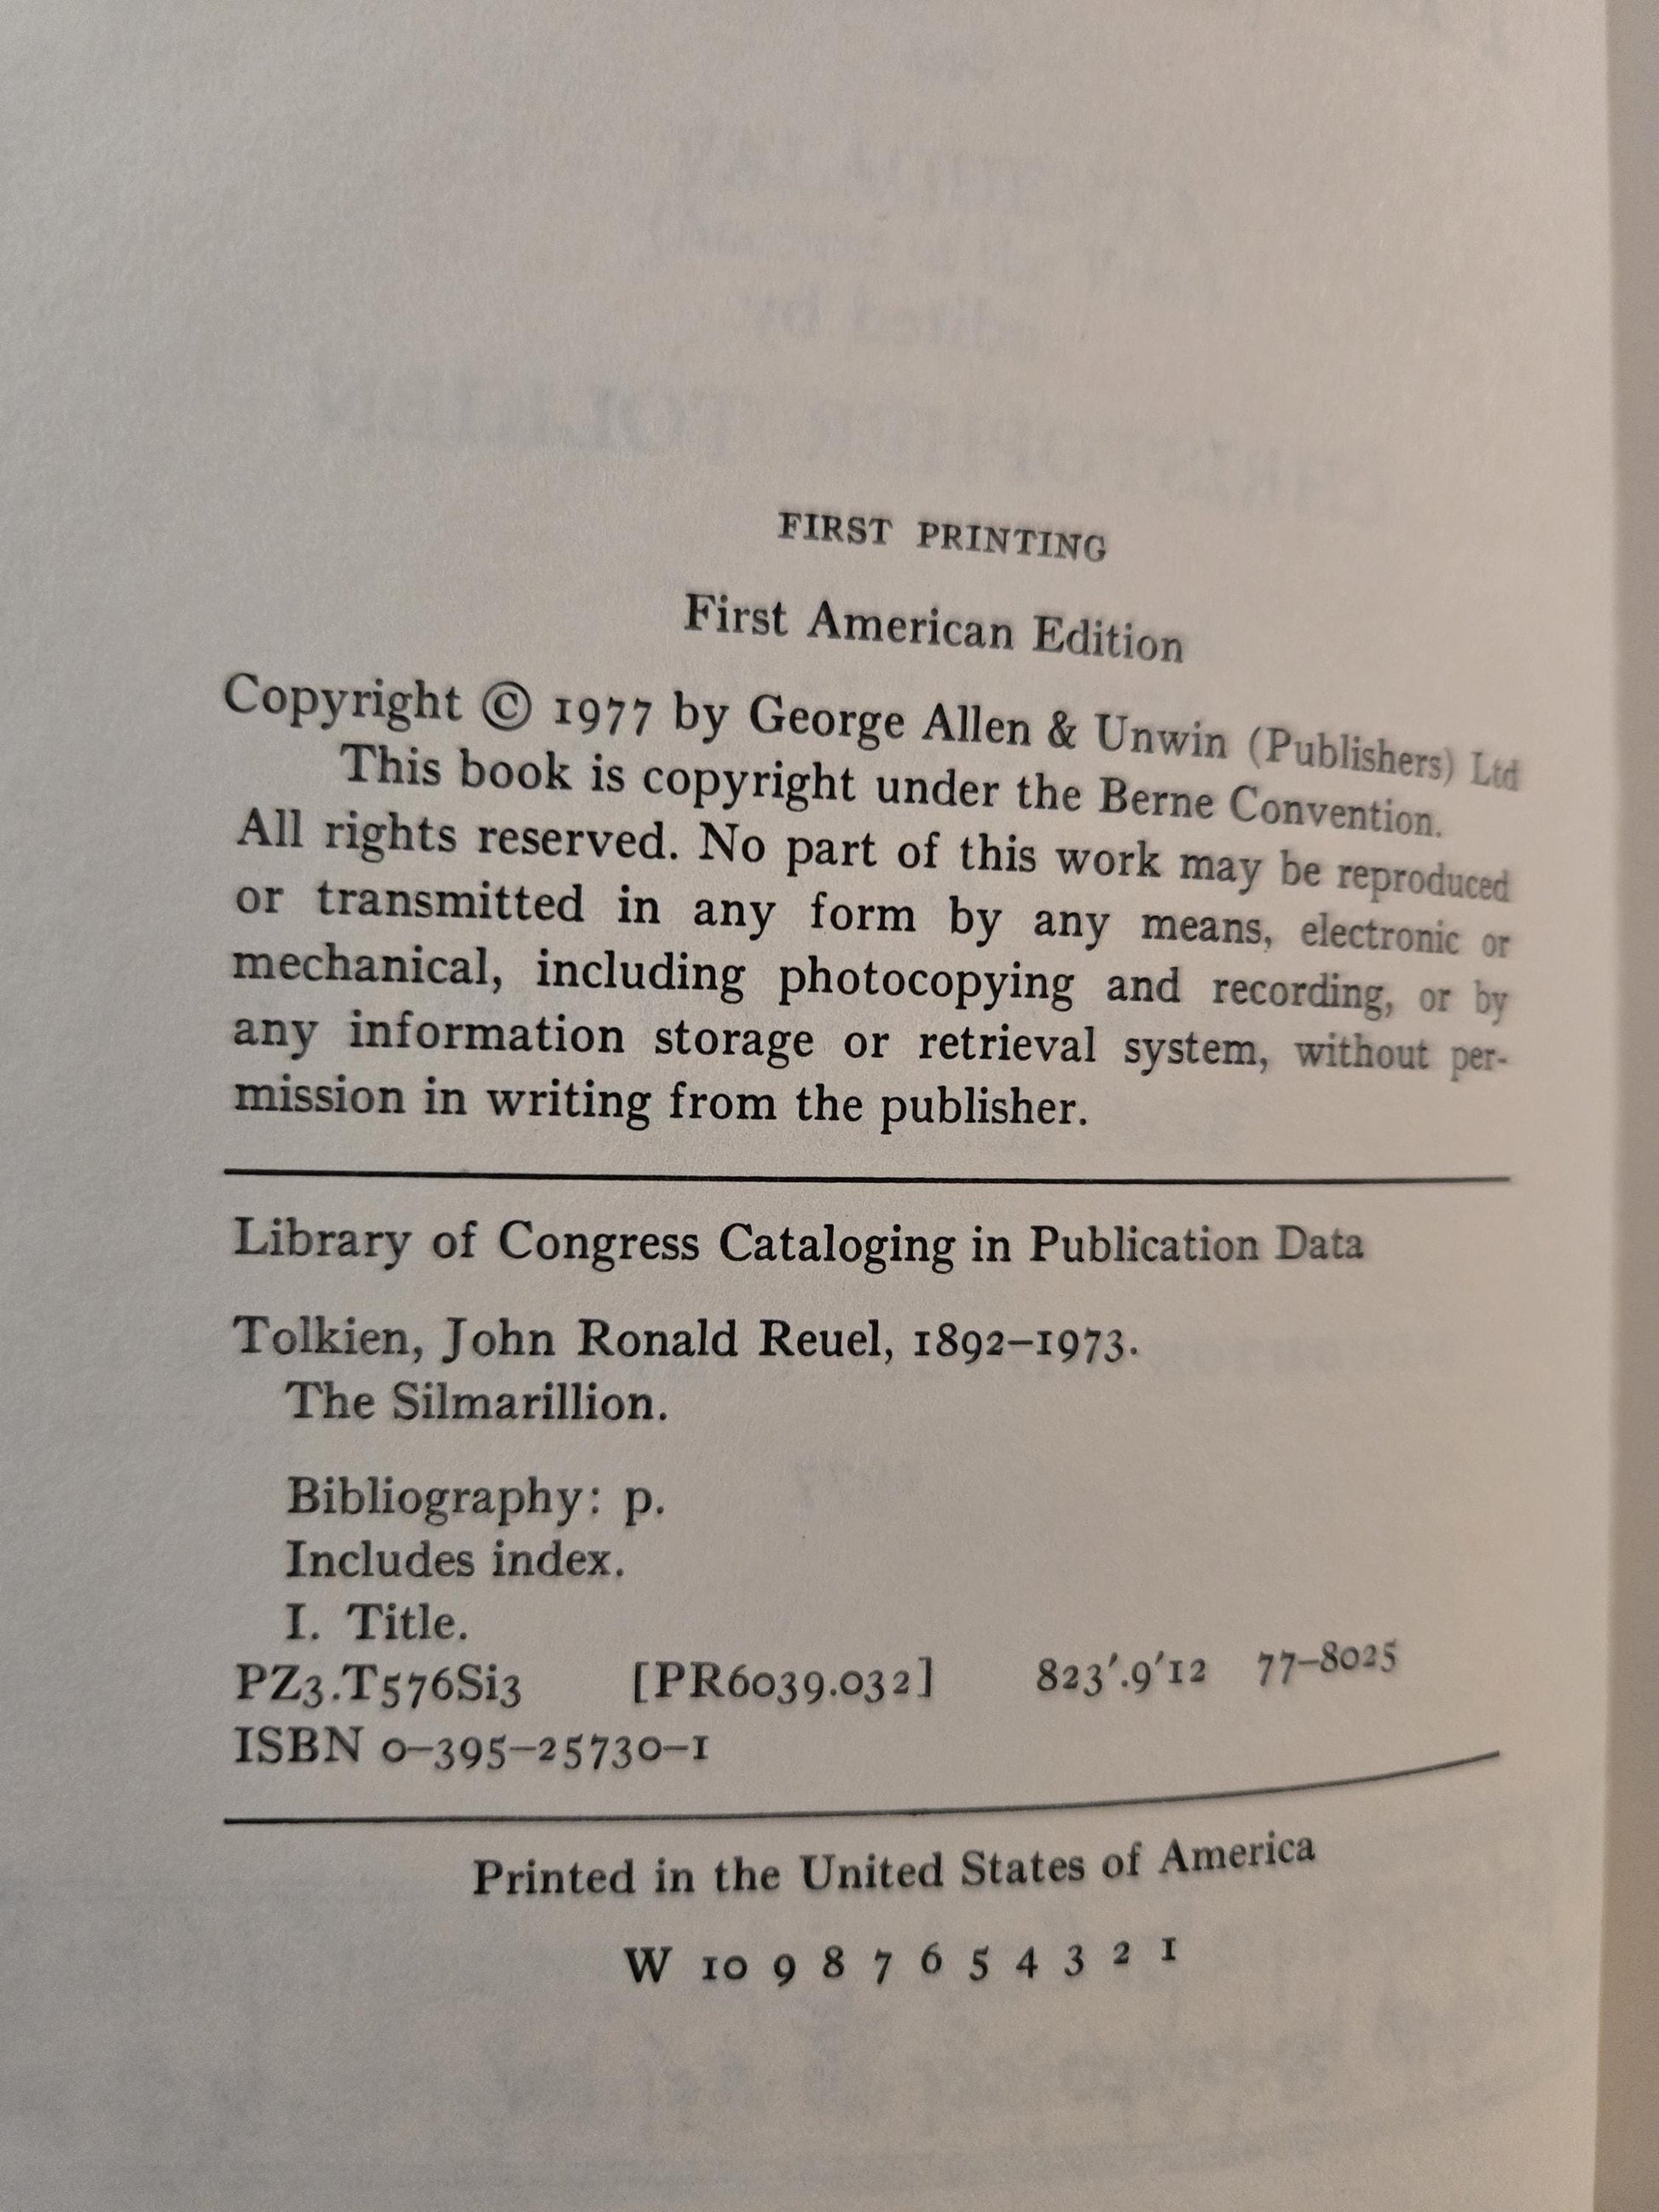 FIRST PRINTING
First American Edition
Copyright © 1977 by George Allen & Unwin (Publishers) Ltd
This book is copyright under the Berne Convention.
All rights reserved. No part of this work may be reproduced
or transmitted in any form by any means, electronic or
mechanical, including photocopying and recording, or by
any information storage or retrieval system, without per-
mission in writing from the publisher.
Library of Congress Cataloging in Publication Data
Tolkien, John Ronald Reuel, 1892–1973.
The Silmarillion.
Bibliography: p.
Includes index.
I. Title.
PZ3.T576Si3 [PR6039.032] 823′.9′12 77–8025
ISBN 0–395–25730–1
Printed in the United States of America
W 10 9 8 7 6 5 4 3 2 1